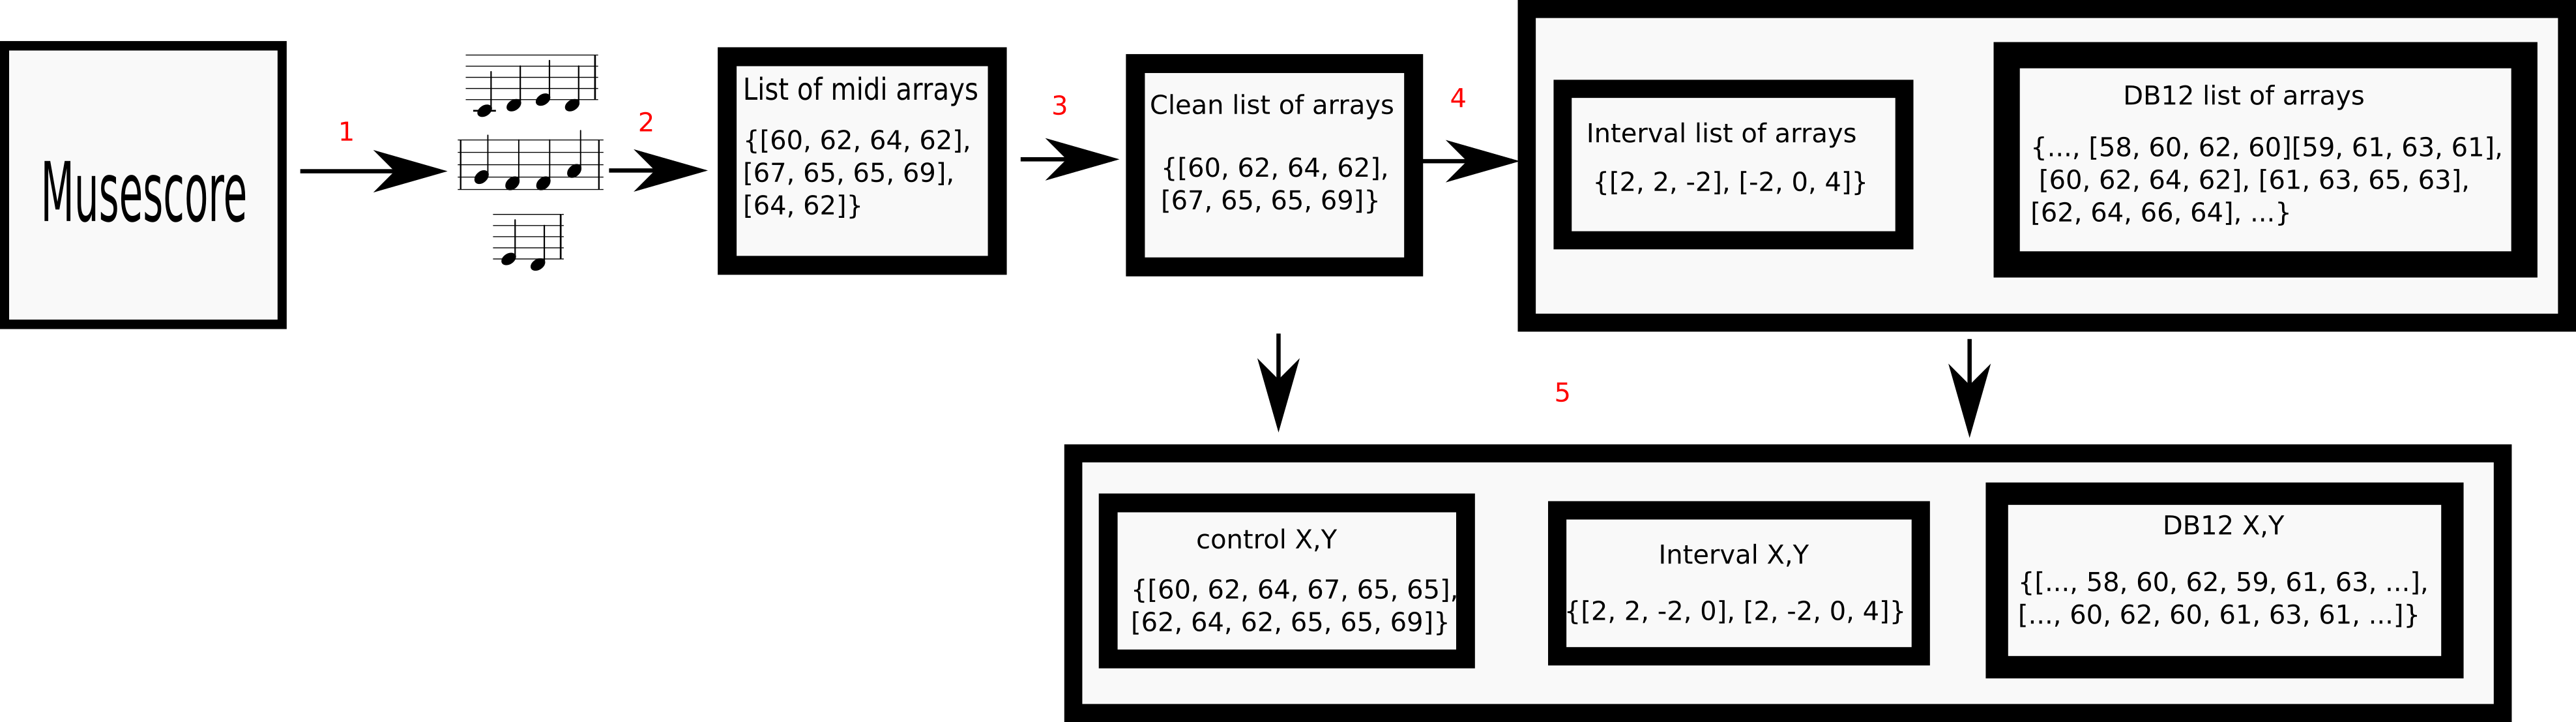 Musescore
1
2
List of midi arrays
{[60, 62, 64, 62],
[67, 65, 65, 69],
[64, 62]}
3
Clean list of arrays
{[60, 62, 64, 62],
[67, 65, 65, 69]}
4
Interval list of arrays
{[2, 2, -2], [-2, 0, 4]}
DB12 list of arrays
{..., [58, 60, 62, 60][59, 61, 63, 61],
[60, 62, 64, 62], [61, 63, 65, 63],
[62, 64, 66, 64], ...}
5
control X,Y
{[60, 62, 64, 67, 65, 65],
[62, 64, 62, 65, 65, 69]}
Interval X,Y
{[2, 2, -2, 0], [2, -2, 0, 4]}
DB12 X,Y
{[..., 58, 60, 62, 59, 61, 63, ...],
[..., 60, 62, 60, 61, 63, 61, ...]}